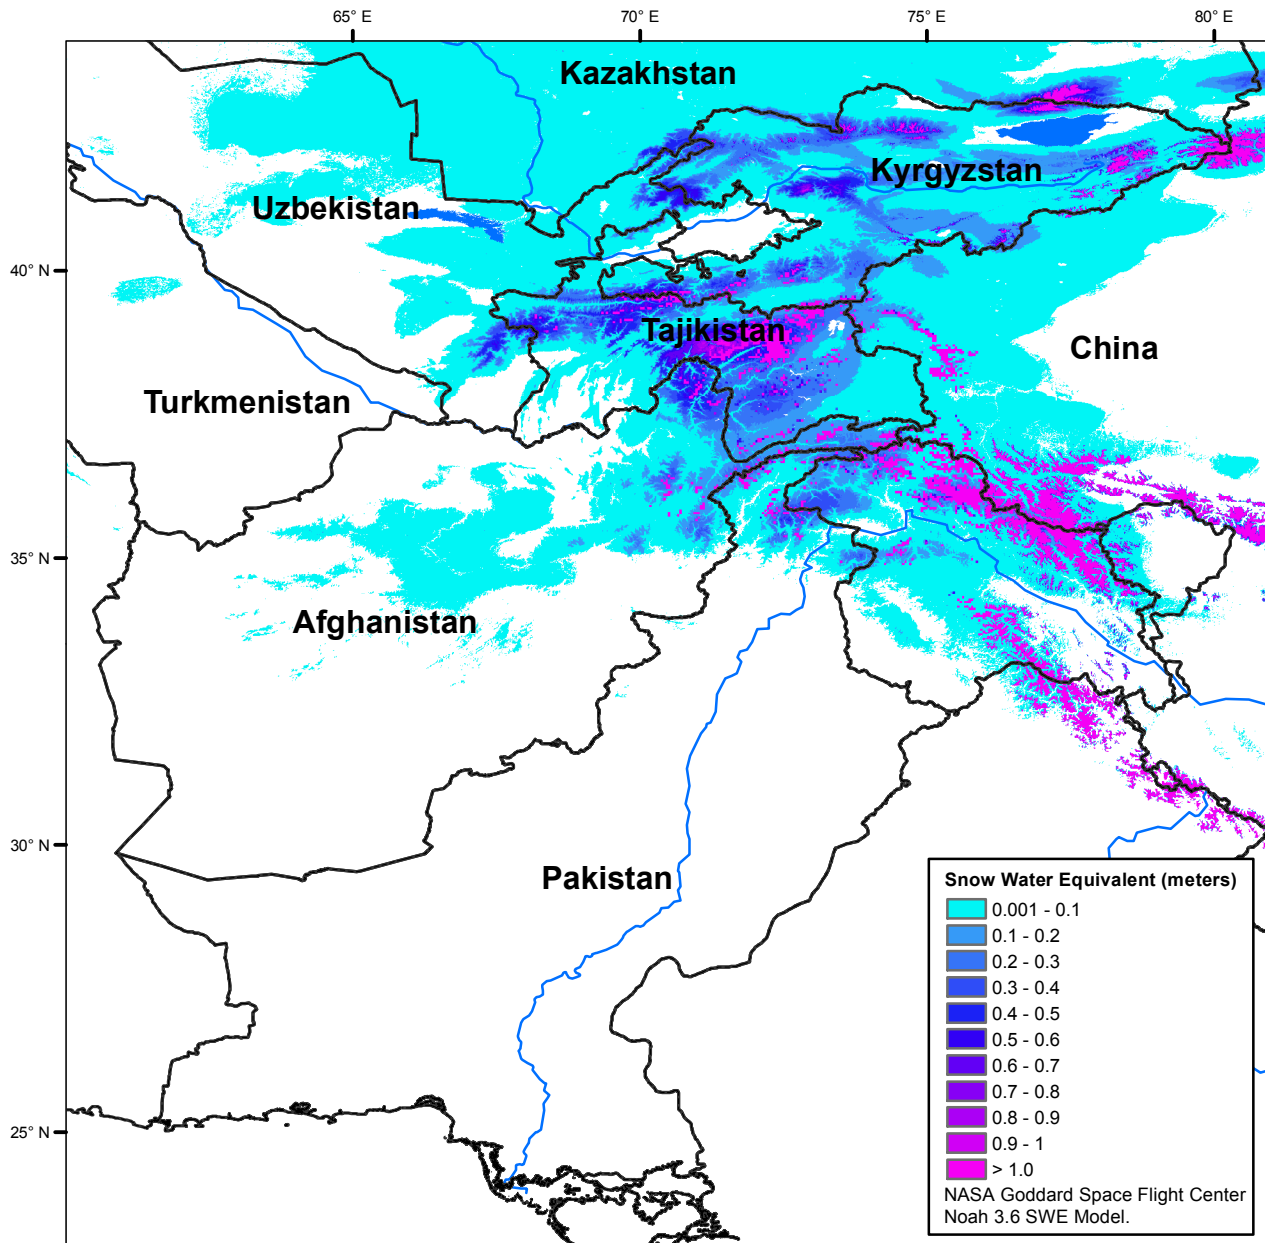 65° E
70° E
75° E
80° E
Kazakhstan
Kyrgyzstan
Uzbekistan
40° N
Tajikistan
China
Turkmenistan
35° N
Afghanistan
30° N
Pakistan
25° N
Snow Water Equivalent (meters)
0.001 - 0.1
0.1 - 0.2
0.2 - 0.3
0.3 - 0.4
0.4 - 0.5
0.5 - 0.6
0.6 - 0.7
0.7 - 0.8
0.8 - 0.9
0.9 - 1
> 1.0
NASA Goddard Space Flight Center
Noah 3.6 SWE Model.